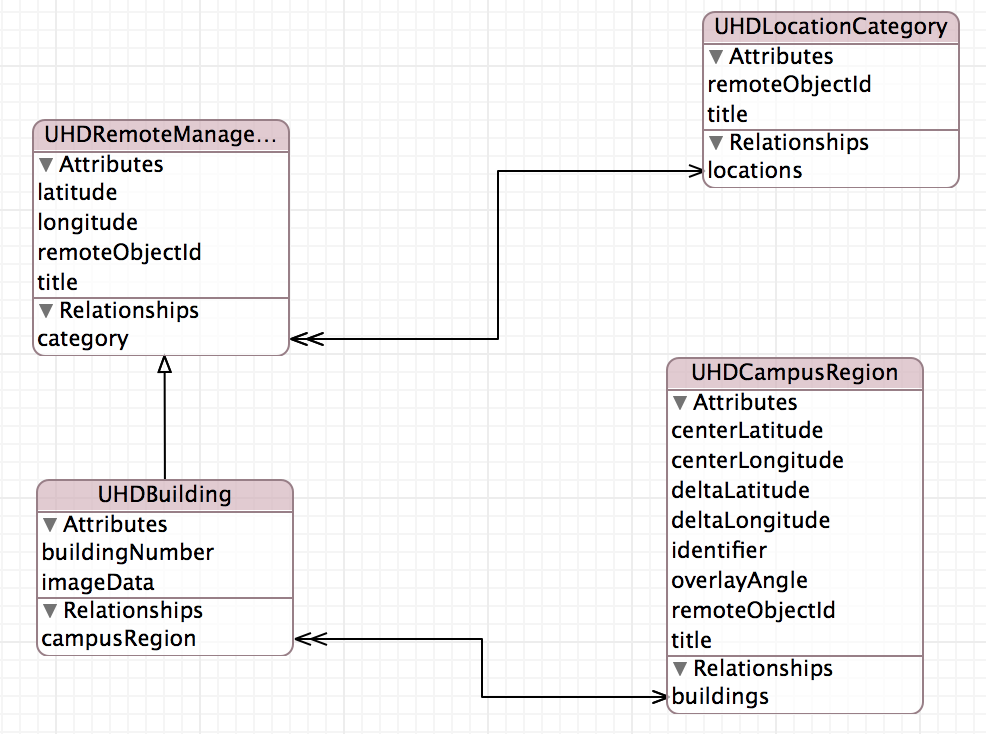 UHDLocationCategory
Attributes
remoteObjectId
title
Relationships
locations
UHDRemoteManage...
Attributes
latitude
longitude
remoteObjectId
title
Relationships
category
UHDCampusRegion
Attributes
centerLatitude
centerLongitude
deltaLatitude
deltaLongitude
identifier
overlayAngle
remoteObjectId
title
Relationships
buildings
UHDBuilding
Attributes
buildingNumber
imageData
Relationships
campusRegion